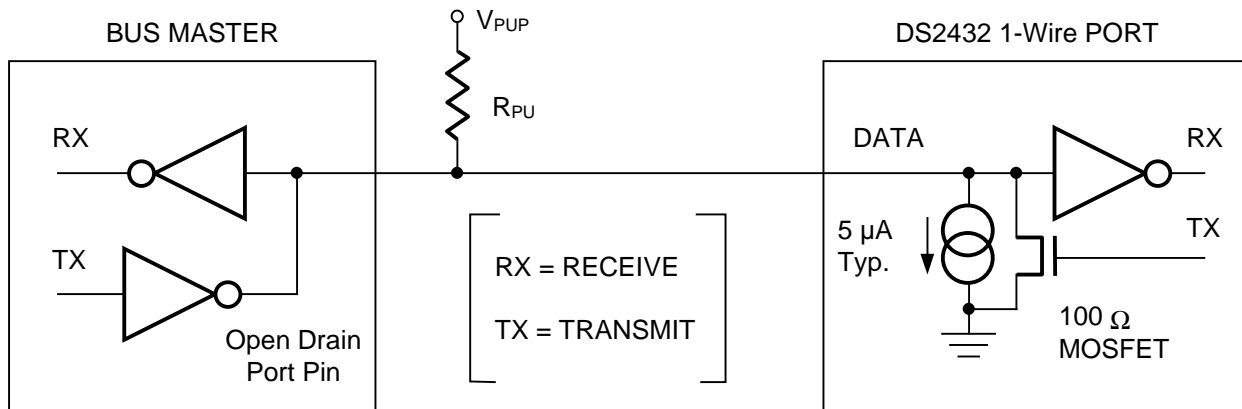 BUS MASTER
RX
TX
Open Drain
Port Pin
VPUP
RPU
RX = RECEIVE
TX = TRANSMIT
DS2432 1-Wire PORT
DATA
RX
TX
5 µA
Typ.
100 Ω
MOSFET